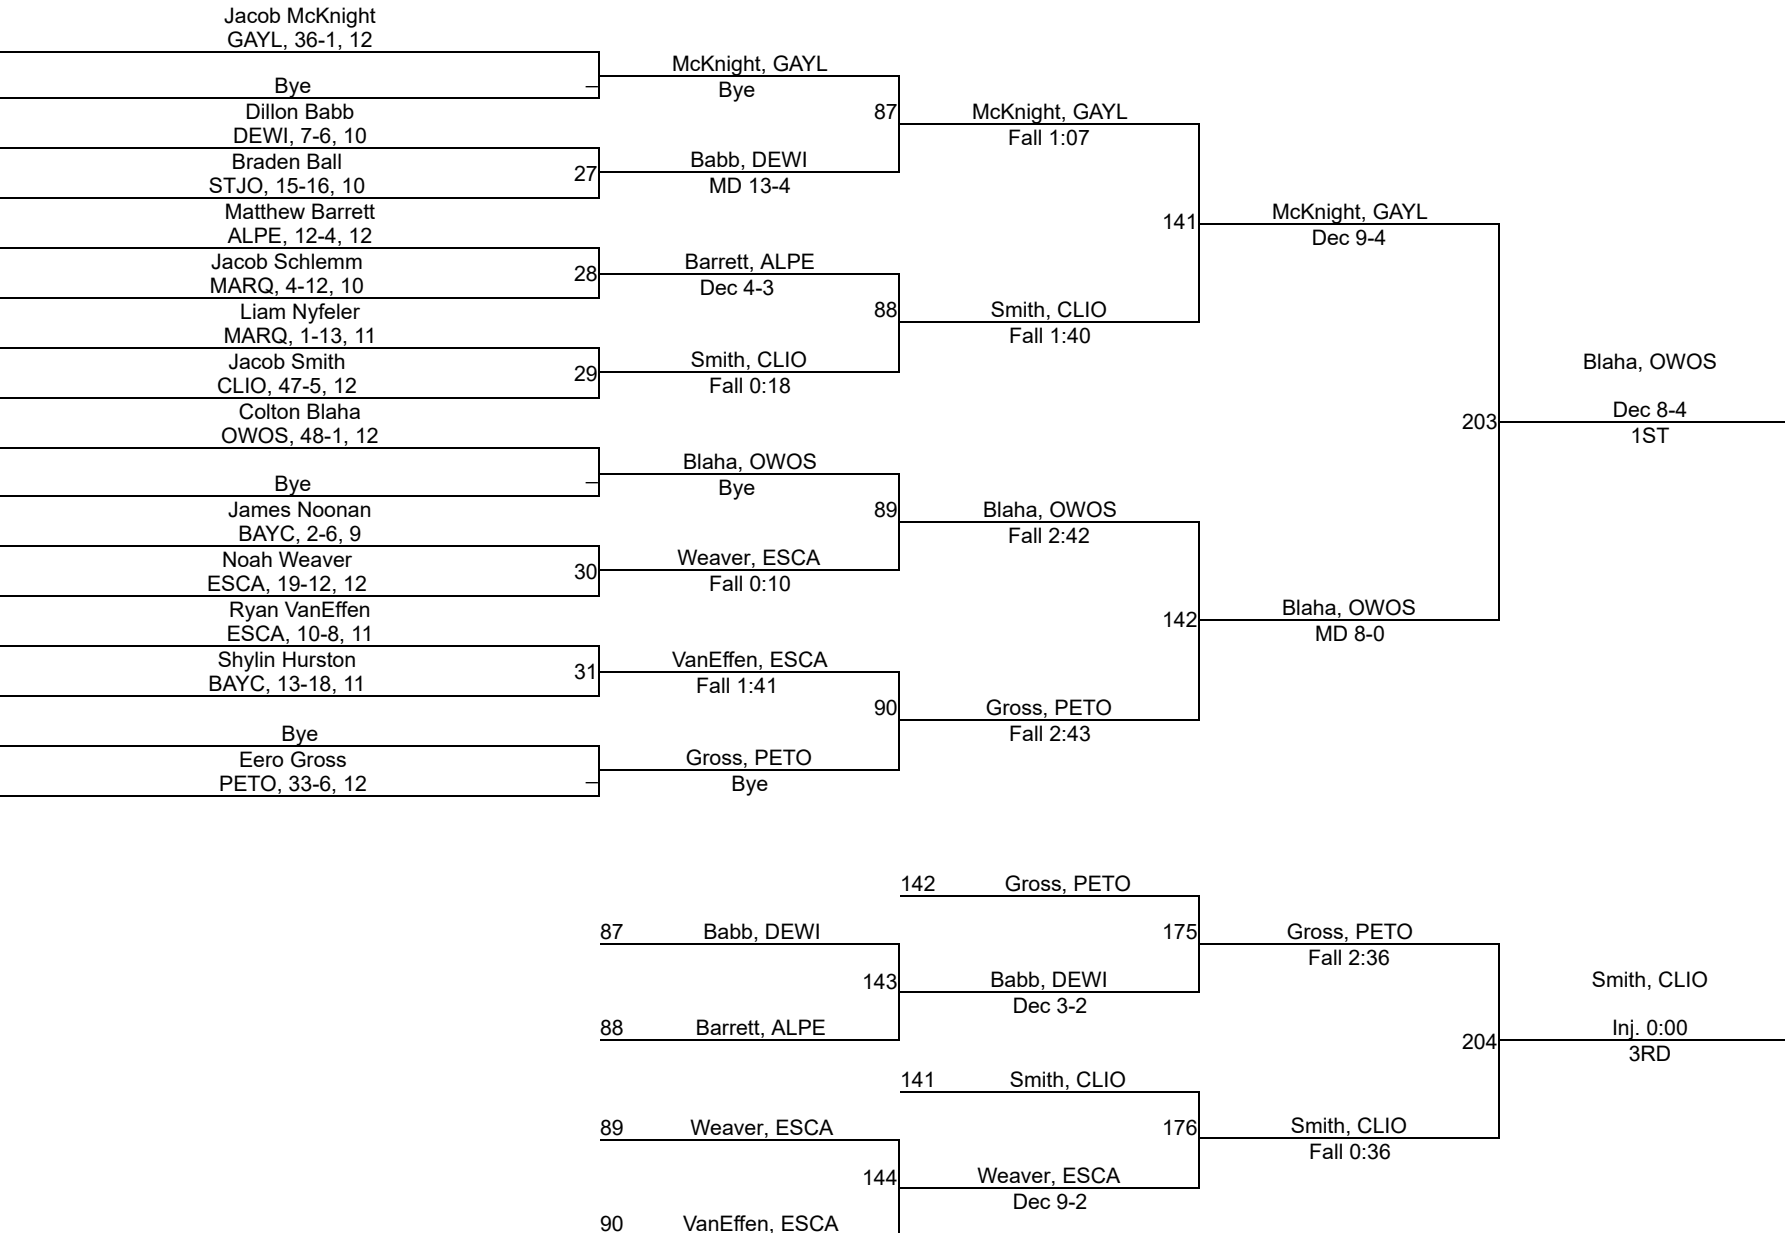 Jacob McKnight
GAYL, 36-1, 12
Bye
Dillon Babb
DEWI, 7-6, 10
Braden Ball
STJO, 15-16, 10
27
Matthew Barrett
ALPE, 12-4, 12
Jacob Schlemm
MARQ, 4-12, 10
28
Liam Nyfeler
MARQ, 1-13, 11
Jacob Smith
CLIO, 47-5, 12
29
Colton Blaha
OWOS, 48-1, 12
Bye
James Noonan
BAYC, 2-6, 9
Noah Weaver
ESCA, 19-12, 12
30
Ryan VanEffen
ESCA, 10-8, 11
Shylin Hurston
BAYC, 13-18, 11
31
Bye
Eero Gross
PETO, 33-6, 12
McKnight, GAYL
Bye
87
Babb, DEWI
MD 13-4
Barrett, ALPE
Dec 4-3
88
Smith, CLIO
Fall 0:18
Blaha, OWOS
Bye
89
Weaver, ESCA
Fall 0:10
VanEffen, ESCA
Fall 1:41
90
Gross, PETO
Bye
McKnight, GAYL
Fall 1:07
141
Smith, CLIO
Fall 1:40
Blaha, OWOS
Fall 2:42
142
Gross, PETO
Fall 2:43
McKnight, GAYL
Dec 9-4
203
Blaha, OWOS
MD 8-0
Blaha, OWOS
Dec 8-4
1ST
142 Gross, PETO
87 Babb, DEWI
143
88 Barrett, ALPE
Babb, DEWI
Dec 3-2
175
141 Smith, CLIO
89 Weaver, ESCA
144
90 VanEffen, ESCA
Weaver, ESCA
Dec 9-2
176
Gross, PETO
Fall 2:36
204
Smith, CLIO
Fall 0:36
Smith, CLIO
Inj. 0:00
3RD